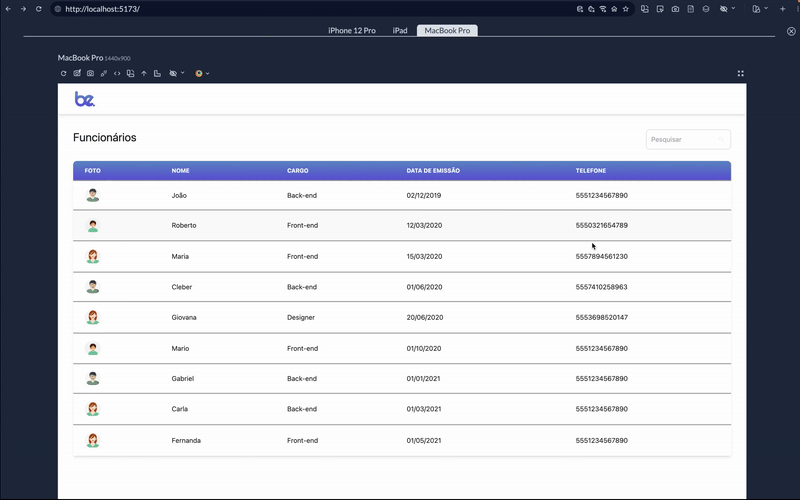 http://localhost:5173/
iPhone 12 Pro iPad MacBook Pro
MacBook Pro 1440x900
be.
Funcionários
Pesquisar
FOTO NOME CARGO DATA DE EMISSÃO TELEFONE
João Back-end 02/12/2019 5551234567890
Roberto Front-end 12/03/2020 5550321654789
Maria Front-end 15/03/2020 5557894561230
Cleber Back-end 01/06/2020 5557410258963
Giovana Designer 20/06/2020 5553698520147
Mario Front-end 01/10/2020 5551234567890
Gabriel Back-end 01/01/2021 5551234567890
Carla Back-end 01/03/2021 5551234567890
Fernanda Front-end 01/05/2021 5551234567890